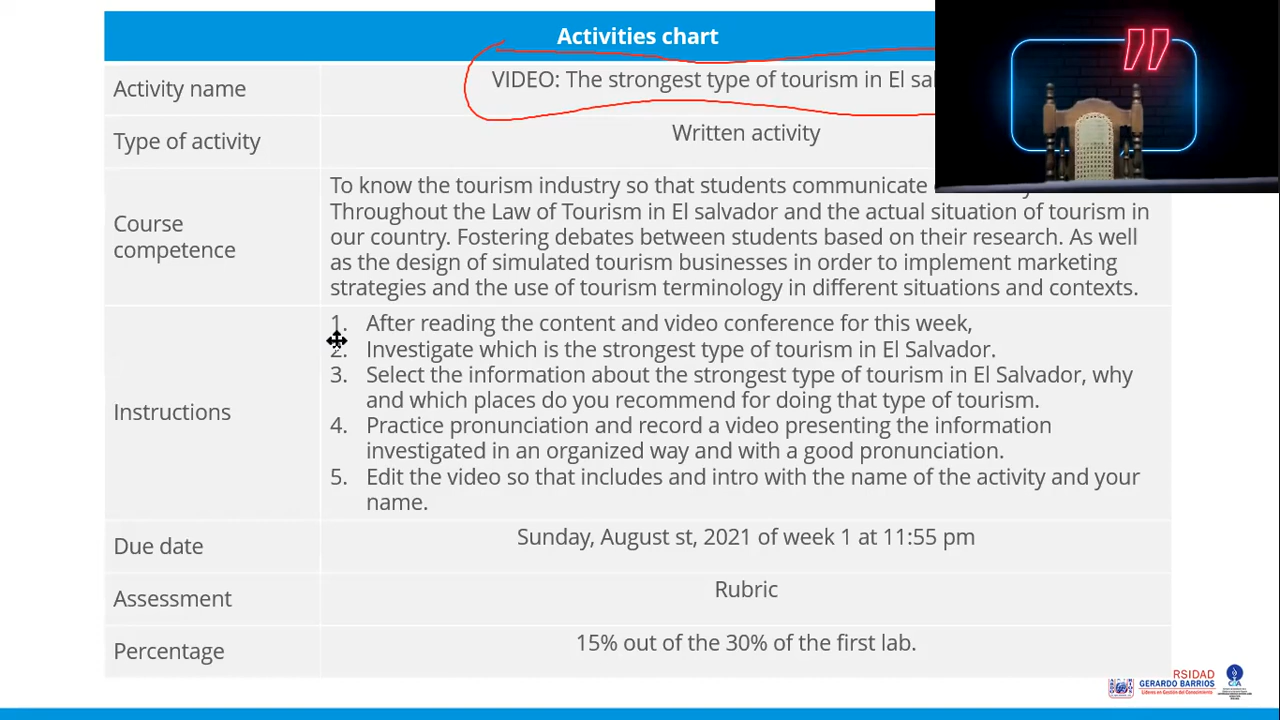 Activities chart
Activity name
VIDEO: The strongest type of tourism in El
Type of activity
Written activity
Course
competence
To know the tourism industry so that students communicate
Throughout the Law of Tourism in El salvador and the actual situation of tourism in
our country. Fostering debates between students based on their research. As well
as the design of simulated tourism businesses in order to implement marketing
strategies and the use of tourism terminology in different situations and contexts.
Instructions
1. After reading the content and video conference for this week,
2. Investigate which is the strongest type of tourism in El Salvador.
3. Select the information about the strongest type of tourism in El Salvador, why
and which places do you recommend for doing that type of tourism.
4. Practice pronunciation and record a video presenting the information
investigated in an organized way and with a good pronunciation.
5. Edit the video so that includes and intro with the name of the activity and your
name.
Due date
Sunday, August st, 2021 of week 1 at 11:55 pm
Assessment
Rubric
Percentage
15% out of the 30% of the first lab.
RSIDAD
GERARDO BARRIOS
Líderes en Gestión del Conocimiento